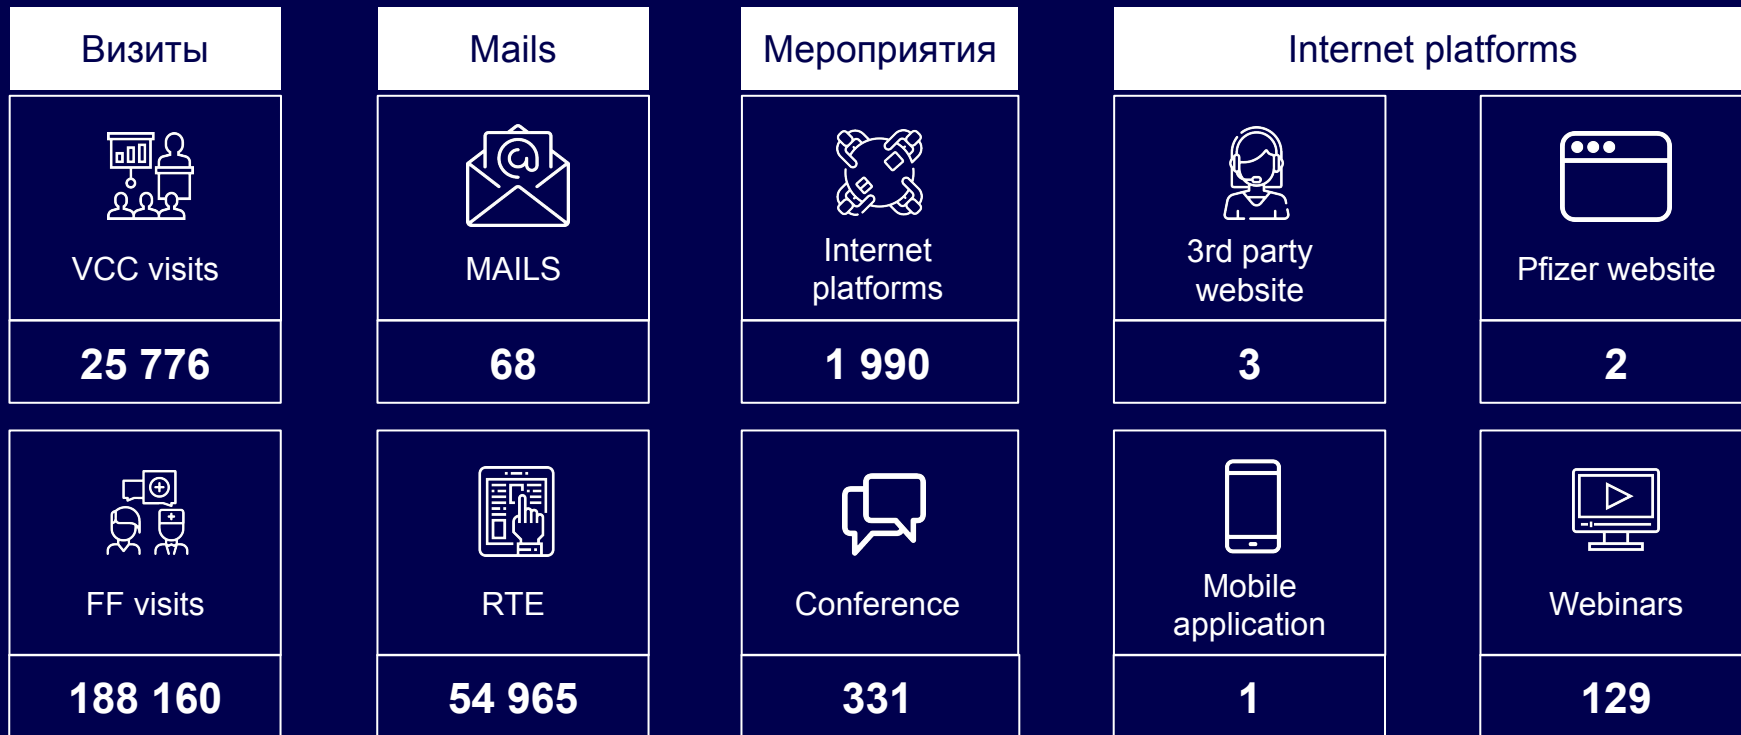 Визиты
Mails
Мероприятия
Internet platforms
VCC visits
25 776
MAILS
68
Internet
platforms
1 990
3rd party
website
3
Pfizer website
2
FF visits
188 160
RTE
54 965
Conference
331
Mobile
application
1
Webinars
129